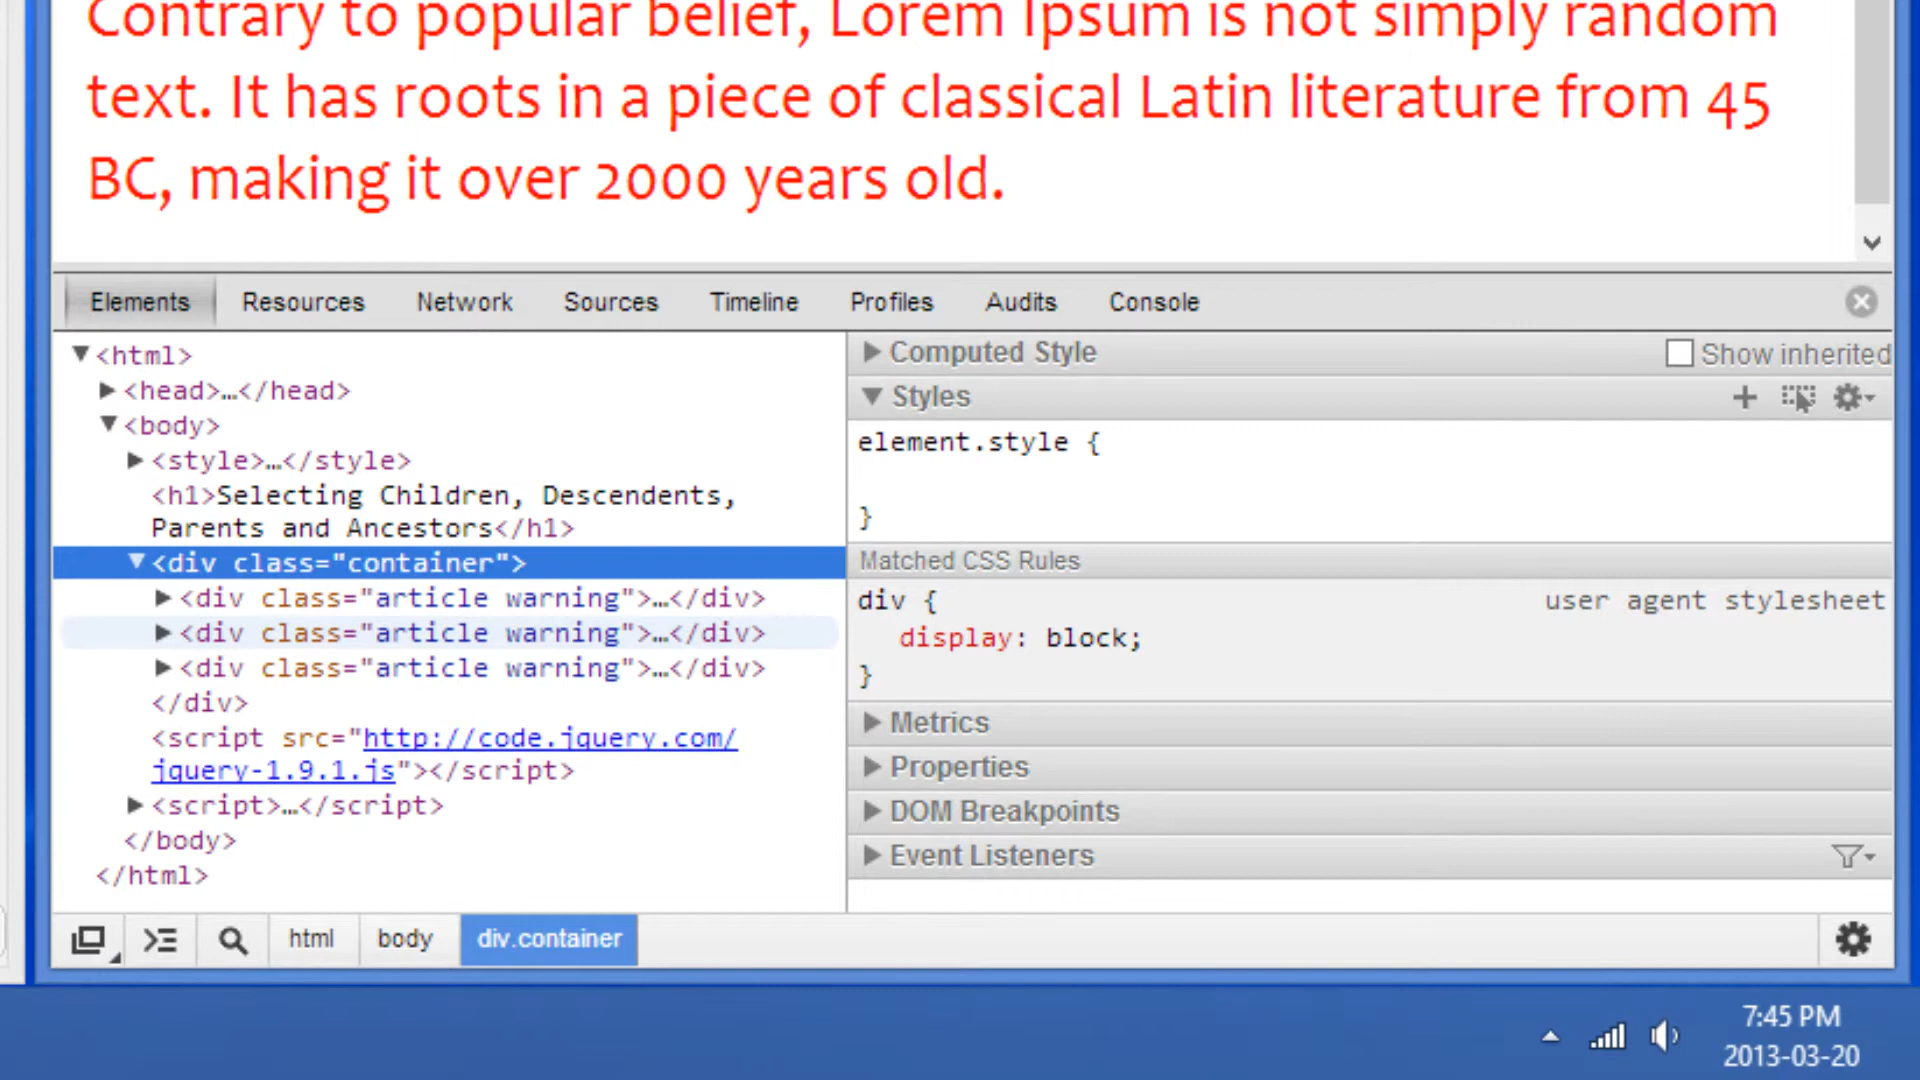 Contrary to popular belief, Lorem Ipsum is not simply random
text. It has roots in a piece of classical Latin literature from 45
BC, making it over 2000 years old.
Elements Resources Network Sources Timeline Profiles Audits Console
<html>
<head>…</head>
<body>
<style>…</style>
<h1>Selecting Children, Descendents,
Parents and Ancestors</h1>
<div class="container">
<div class="article warning">…</div>
<div class="article warning">…</div>
<div class="article warning">…</div>
</div>
<script src="http://code.jquery.com/
jquery-1.9.1.js"></script>
<script>…</script>
</body>
</html>
Computed Style Show inherited
Styles
element.style {
}
Matched CSS Rules
div { user agent stylesheet
display: block;
}
Metrics
Properties
DOM Breakpoints
Event Listeners
html body div.container
7:45 PM
2013-03-20